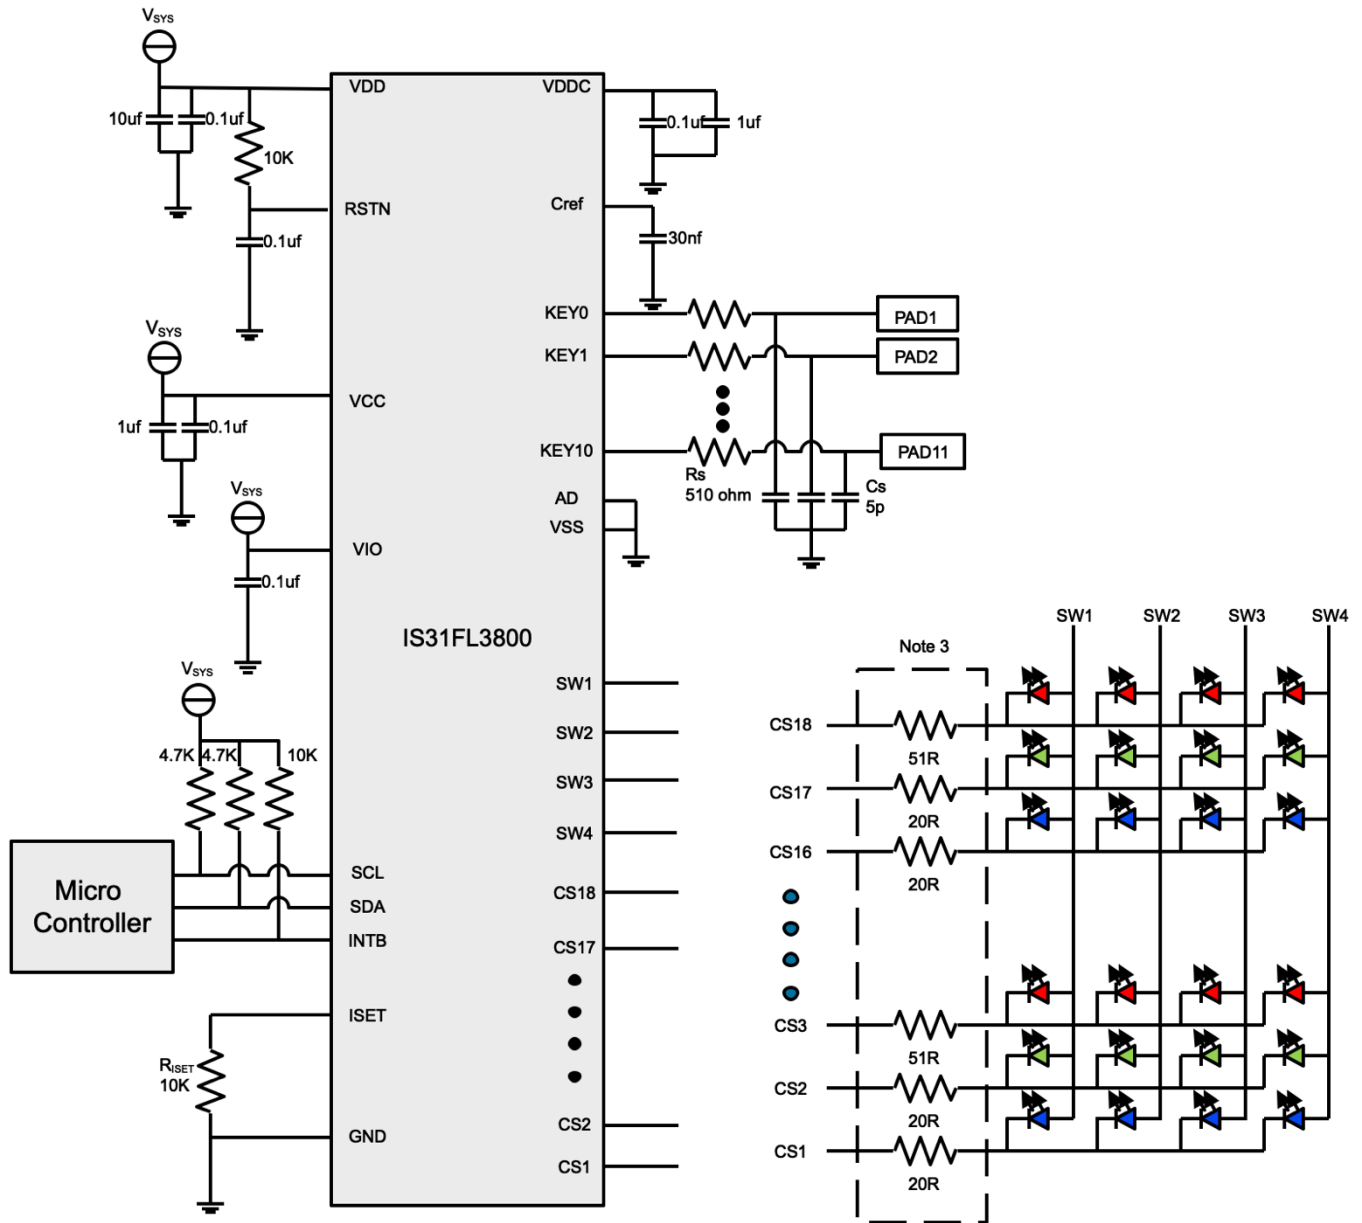 VSYS
VDD
VDDC
10uf
0.1uf
0.1uf
1uf
10K
RSTN
Cref
0.1uf
30nf
KEY0
PAD1
VSYS
KEY1
PAD2
VCC
1uf
0.1uf
KEY10
PAD11
Rs
510 ohm
Cs
5p
VSYS
AD
VSS
VIO
0.1uf
IS31FL3800
SW1
SW2
SW3
SW4
Note 3
VSYS
SW1
SW2
SW3
SW4
4.7K
4.7K
10K
CS18
51R
CS17
20R
CS16
20R
Micro
Controller
SCL
SDA
INTB
CS18
CS17
ISET
RISET
10K
GND
CS2
CS1
CS3
51R
CS2
20R
CS1
20R